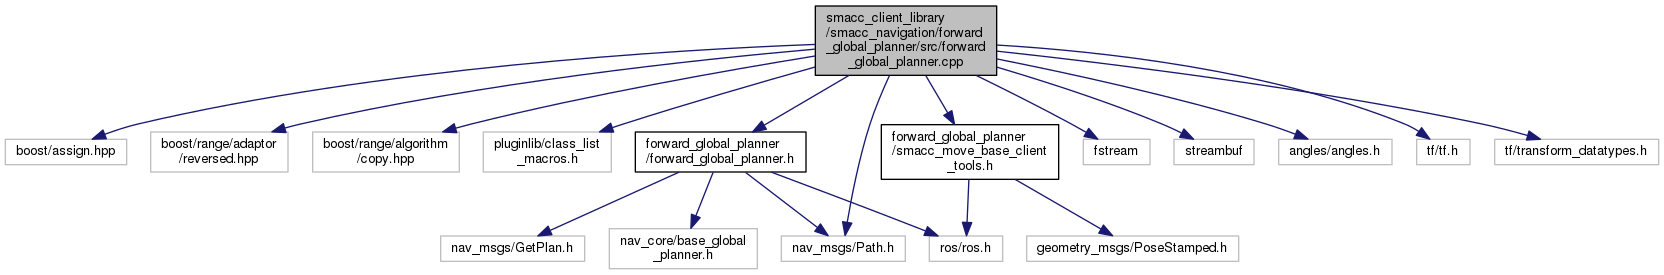 smacc_client_library
/smacc_navigation/forward
_global_planner/src/forward
_global_planner.cpp
boost/assign.hpp
boost/range/adaptor
/reversed.hpp
boost/range/algorithm
/copy.hpp
pluginlib/class_list
_macros.h
forward_global_planner
/forward_global_planner.h
forward_global_planner
/smacc_move_base_client
_tools.h
fstream
streambuf
angles/angles.h
tf/tf.h
tf/transform_datatypes.h
nav_msgs/GetPlan.h
nav_core/base_global
_planner.h
nav_msgs/Path.h
ros/ros.h
geometry_msgs/PoseStamped.h